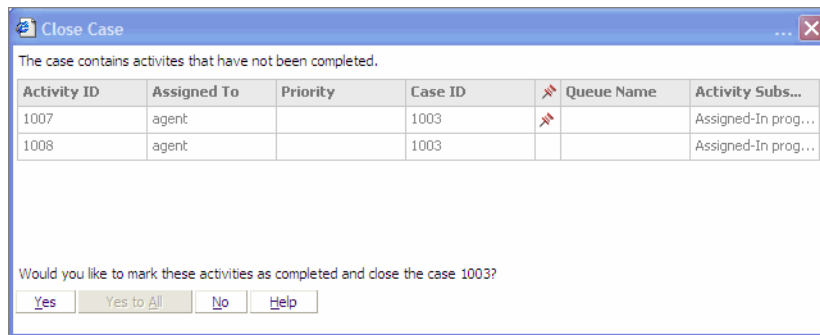 Close Case ...
The case contains activites that have not been completed.
Activity ID Assigned To Priority Case ID Queue Name Activity Subs...
1007 agent 1003 Assigned-In prog...
1008 agent 1003 Assigned-In prog...
Would you like to mark these activities as completed and close the case 1003?
Yes Yes to All No Help